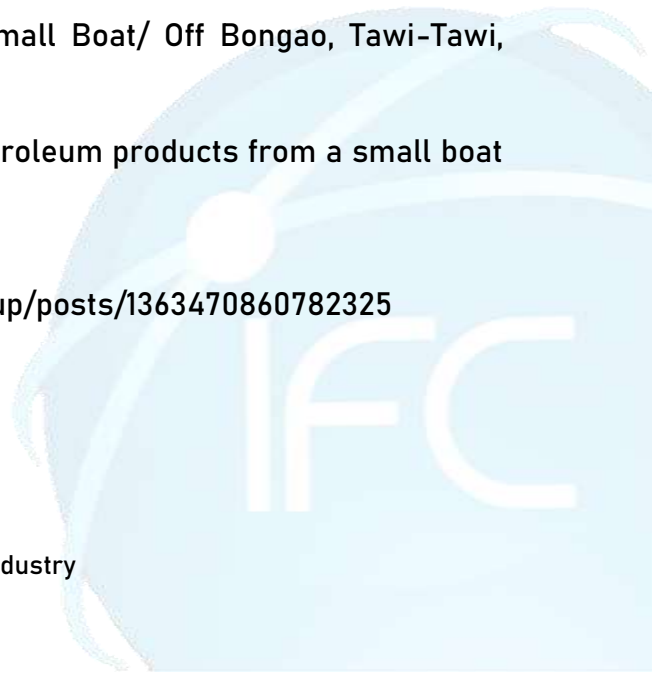 mall Boat/ Off Bongao, Tawi-Tawi,
roleum products from a small boat
up/posts/1363470860782325
IFC
dustry